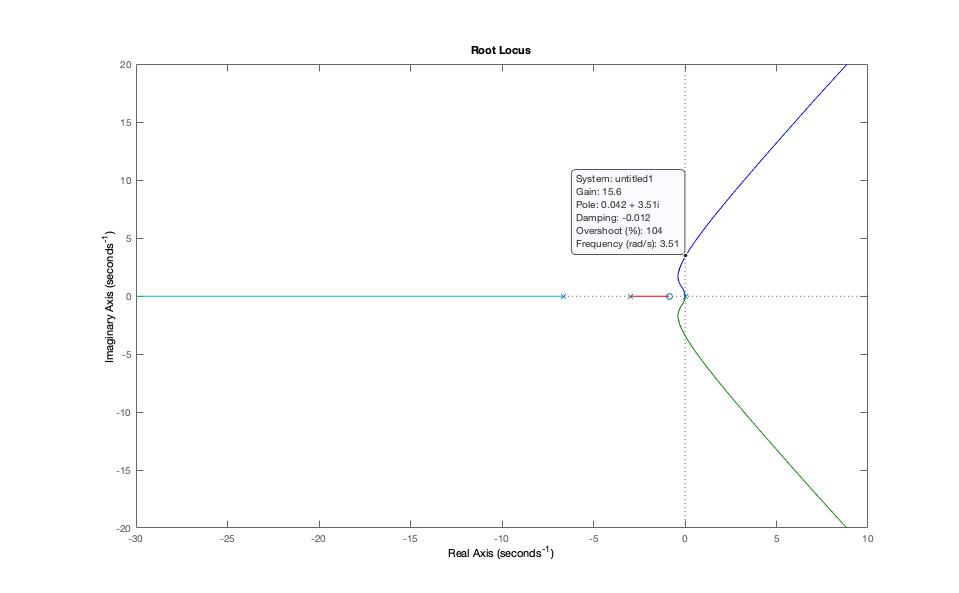 Root Locus
20
15
10
5
0
-5
-10
-15
-20
Imaginary Axis (seconds⁻¹)
System: untitled1
Gain: 15.6
Pole: 0.042 + 3.51i
Damping: -0.012
Overshoot (%): 104
Frequency (rad/s): 3.51
-30 -25 -20 -15 -10 -5 0 5 10
Real Axis (seconds⁻¹)